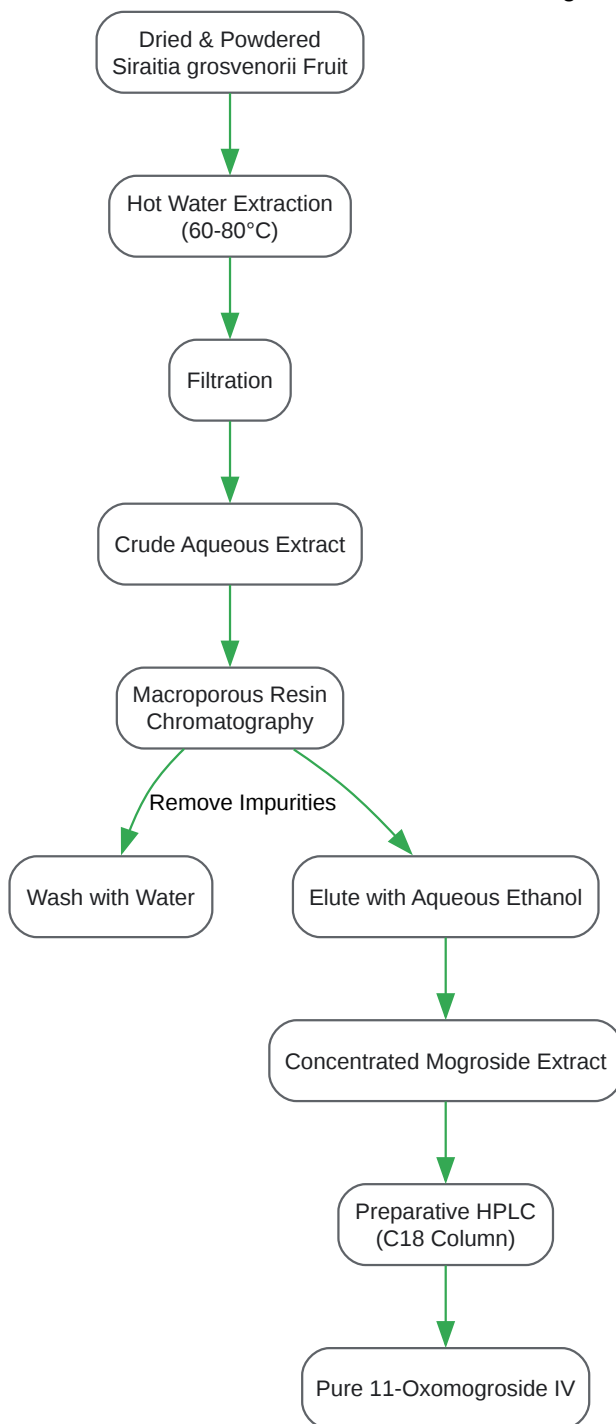 Dried & Powdered
Siraitia grosvenorii Fruit
Hot Water Extraction
(60-80°C)
Filtration
Crude Aqueous Extract
Macroporous Resin
Chromatography
Remove Impurities
Wash with Water
Elute with Aqueous Ethanol
Concentrated Mogroside Extract
Preparative HPLC
(C18 Column)
Pure 11-Oxomogroside IV